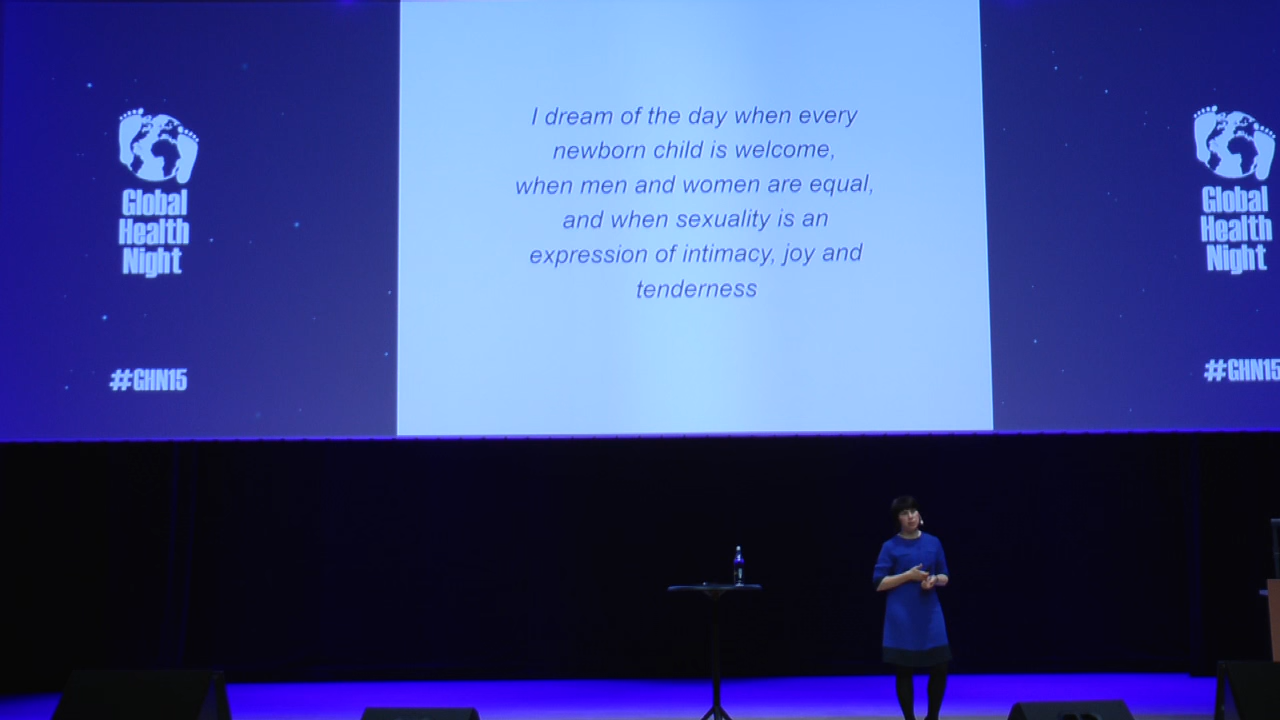 I dream of the day when every
newborn child is welcome,
when men and women are equal,
and when sexuality is an
expression of intimacy, joy and
tenderness
Global
Health
Night
#GHN15
Global
Health
Night
#GHN15